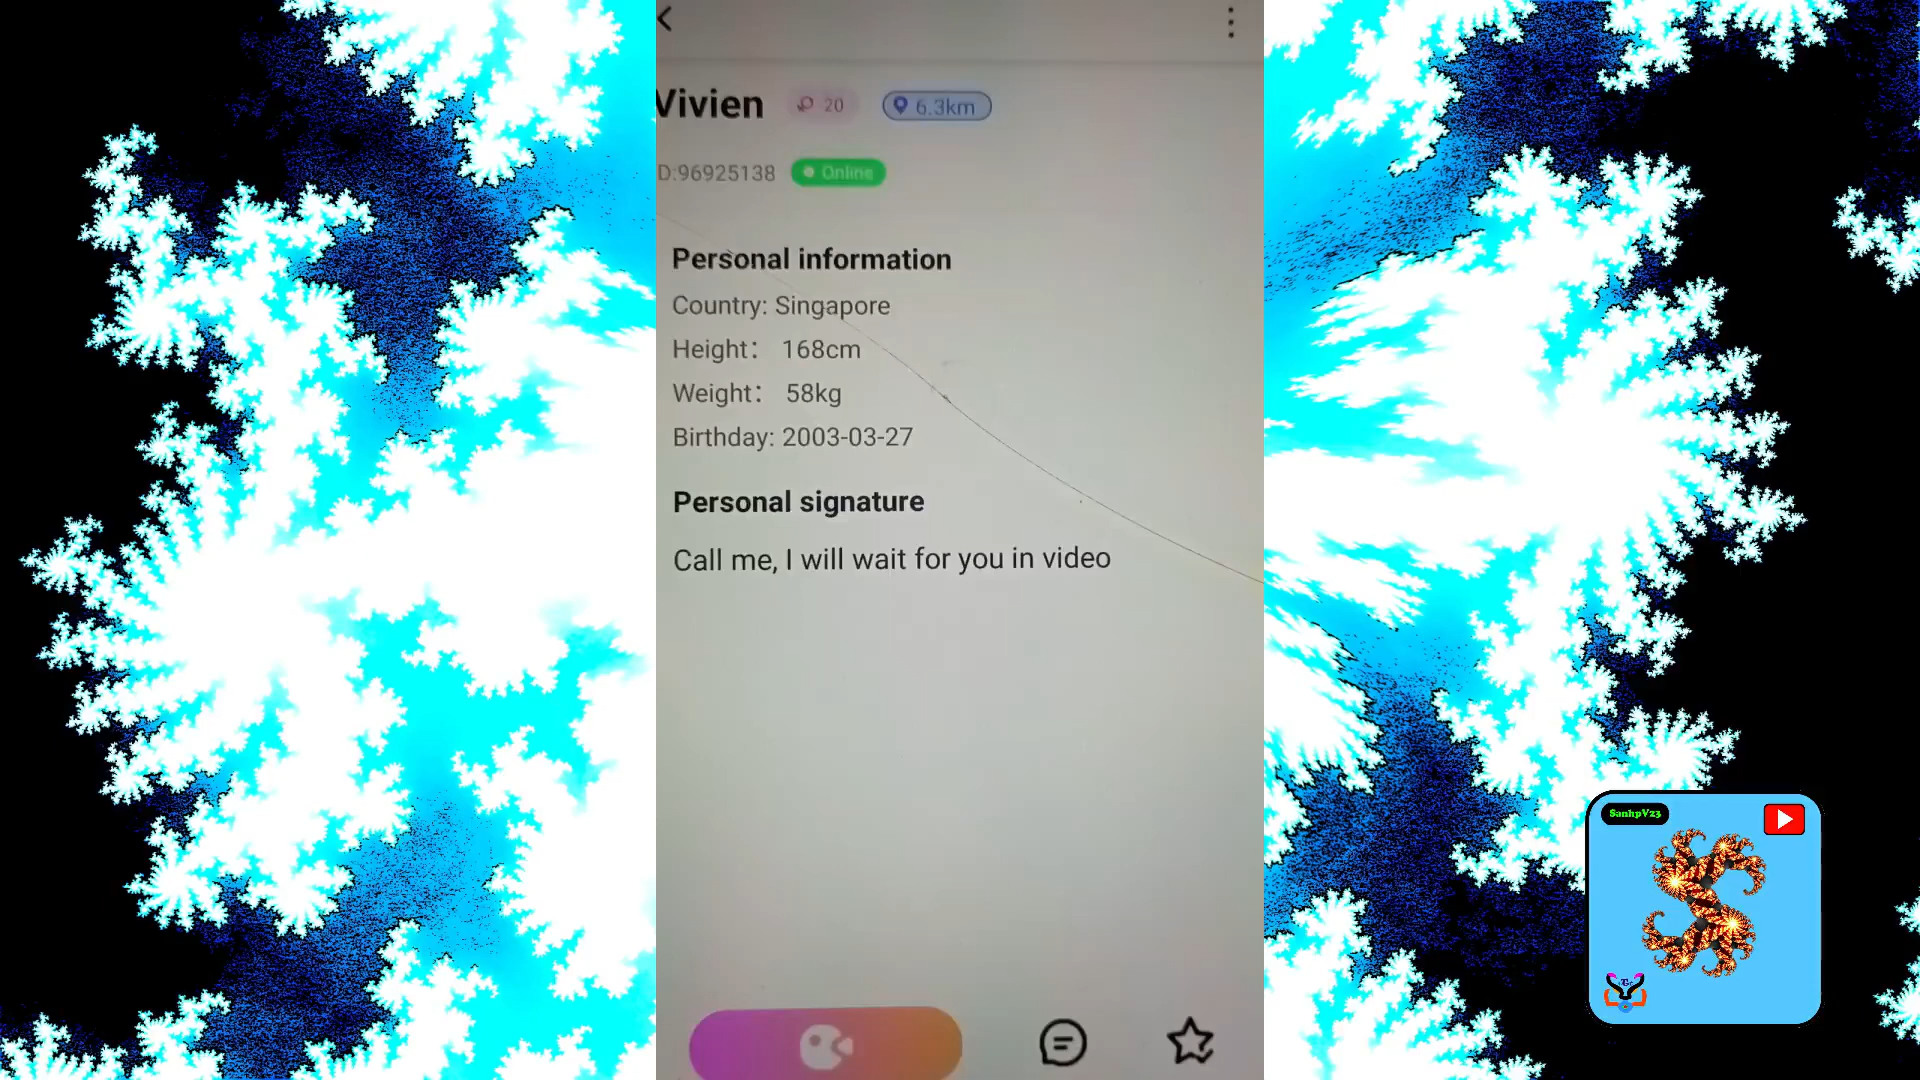 Vivien 20 6.3km
D:96925138 Online
Personal information
Country: Singapore
Height： 168cm
Weight： 58kg
Birthday: 2003-03-27
Personal signature
Call me, I will wait for you in video
SanhpV23